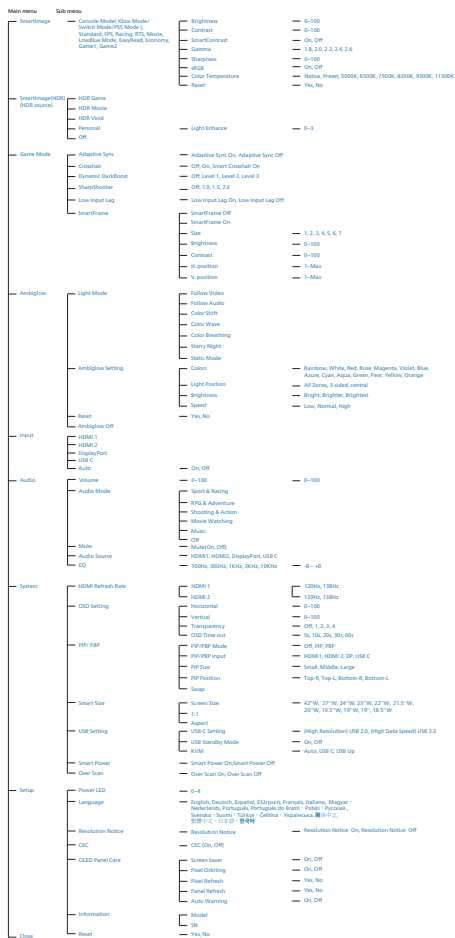 Main menu Sub menu
SmartImage Console Mode( Xbox Mode/ Brightness 0~100
Switch Mode/PS5 Mode ), Contrast 0~100
Standard, FPS, Racing, RTS, Movie, SmartContrast On, Off
LowBlue Mode, EasyRead, Economy, Gamma 1.8, 2.0, 2.2, 2.4, 2.6
Game1, Game2 Sharpness 0~100
sRGB On, Off
Color Temperature Native, Preset, 5000K, 6500K, 7500K, 8200K, 9300K, 11500K
Reset Yes, No
SmartImage(HDR) HDR Game
(HDR source) HDR Movie
HDR Vivid
Personal Light Enhance 0~3
Off
Game Mode Adaptive Sync Adaptive Sync On, Adaptive Sync Off
Crosshair Off, On, Smart Crosshair On
Dynamic DarkBoost Off, Level 1, Level 2, Level 3
SharpShooter Off, 1.0, 1.5, 2.0
Low Input Lag Low Input Lag On, Low Input Lag Off
SmartFrame SmartFrame Off
SmartFrame On
Size 1, 2, 3, 4, 5, 6, 7
Brightness 0~100
Contrast 0~100
H. position 1~Max
V. position 1~Max
Ambiglow Light Mode Follow Video
Follow Audio
Color Shift
Color Wave
Color Breathing
Starry Night
Static Mode
Ambiglow Setting Colors Rainbow, White, Red, Rose, Magenta, Violet, Blue,
Azure, Cyan, Aqua, Green, Pear, Yellow, Orange
Light Position All Zones, 3-sided, central
Brightness Bright, Brighter, Brightest
Speed Low, Normal, High
Reset Yes, No
Ambiglow Off
Input HDMI 1
HDMI 2
DisplayPort
USB C
Auto On, Off
Audio Volume 0~100 0~100
Audio Mode Sport & Racing
RPG & Adventure
Shooting & Action
Movie Watching
Music
Off
Mute Mute(On, Off)
Audio Source HDMI1, HDMI2, DisplayPort, USB C
EQ 100Hz, 300Hz, 1KHz, 3KHz, 10KHz -8 ~ +8
System HDMI Refresh Rate HDMI 1 120Hz, 138Hz
HDMI 2 120Hz, 138Hz
OSD Setting Horizontal 0~100
Vertical 0~100
Transparency Off, 1, 2, 3, 4
OSD Time out 5s, 10s, 20s, 30s, 60s
PIP/ PBP PIP/PBP Mode Off, PIP, PBP
PIP/PBP Input HDMI1, HDMI 2, DP, USB C
PIP Size Small, Middle, Large
PIP Position Top-R, Top-L, Bottom-R, Bottom-L
Swap
Smart Size Screen Size 42"W, 27"W, 24"W, 23"W, 22"W, 21.5"W,
1:1 20"W, 19.5"W, 19"W, 19", 18.5"W
Aspect
USB Setting USB-C Setting (High Resolution) USB 2.0, (High Data Speed) USB 3.2
USB Standby Mode On, Off
KVM Auto, USB C, USB Up
Smart Power Smart Power On,Smart Power Off
Over Scan Over Scan On, Over Scan Off
Setup Power LED 0~4
Language English, Deutsch, Español, Ελληνική, Français, Italiano, Magyar ·
Nederlands, Português, Português do Brazil · Polski · Русский ,
Svenska · Suomi · Türkçe · Čeština · Українська, 简体中文,
繁體中文 · 日本語 · 한국어
Resolution Notice Resolution Notice Resolution Notice On, Resolution Notice Off
CEC CEC (On, Off)
OLED Panel Care Screen Saver On, Off
Pixel Orbiting On, Off
Pixel Refresh Yes, No
Panel Refresh Yes, No
Auto Warning On, Off
Information Model
SN
Reset Yes, No
Close